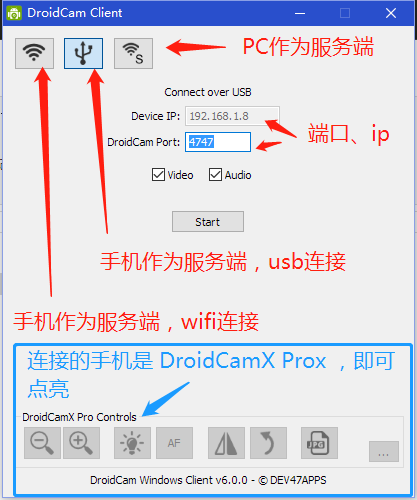 DroidCam Client
S
PC作为服务端
Connect over USB
Device IP: 192.168.1.8
DroidCam Port: 4747
端口、ip
Video Audio
Start
手机作为服务端，usb连接
手机作为服务端，wifi连接
连接的手机是 DroidCamX Prox ，即可
点亮
DroidCamX Pro Controls
AF
JPG
...
DroidCam Windows Client v6.0.0 - © DEV47APPS